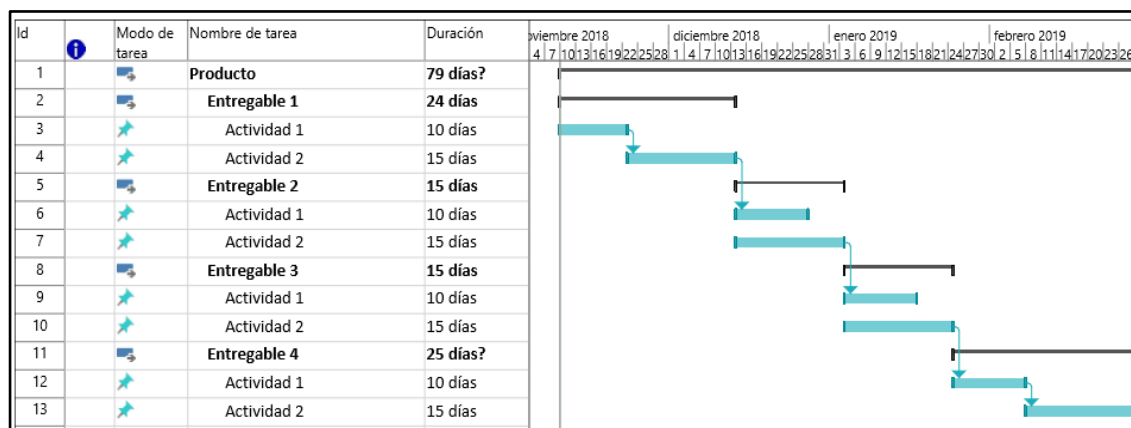 Id Modo de tarea Nombre de tarea Duración oviembre 2018 diciembre 2018 enero 2019 febrero 2019
4 7 10 13 16 19 22 25 28 1 4 7 10 13 16 19 22 25 28 31 3 6 9 12 15 18 21 24 27 30 2 5 8 11 14 17 20 23 26
1 Producto 79 días?
2 Entregable 1 24 días
3 Actividad 1 10 días
4 Actividad 2 15 días
5 Entregable 2 15 días
6 Actividad 1 10 días
7 Actividad 2 15 días
8 Entregable 3 15 días
9 Actividad 1 10 días
10 Actividad 2 15 días
11 Entregable 4 25 días?
12 Actividad 1 10 días
13 Actividad 2 15 días